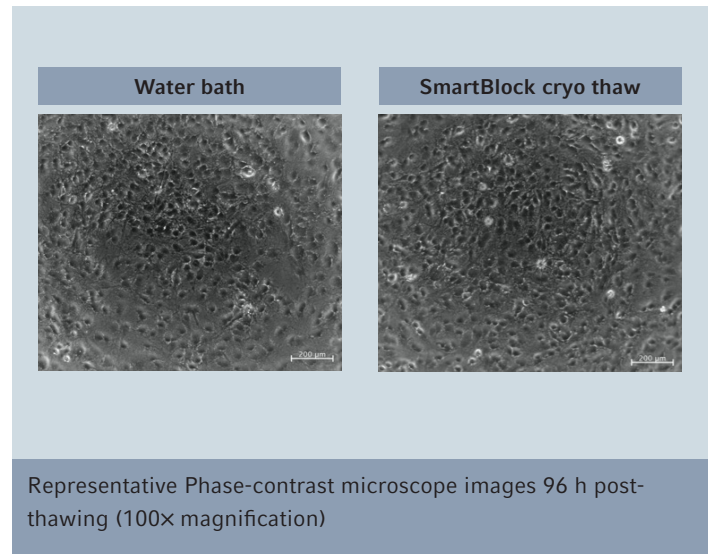 Water bath
SmartBlock cryo thaw
200 µm
200 µm
Representative Phase-contrast microscope images 96 h post-
thawing (100× magnification)